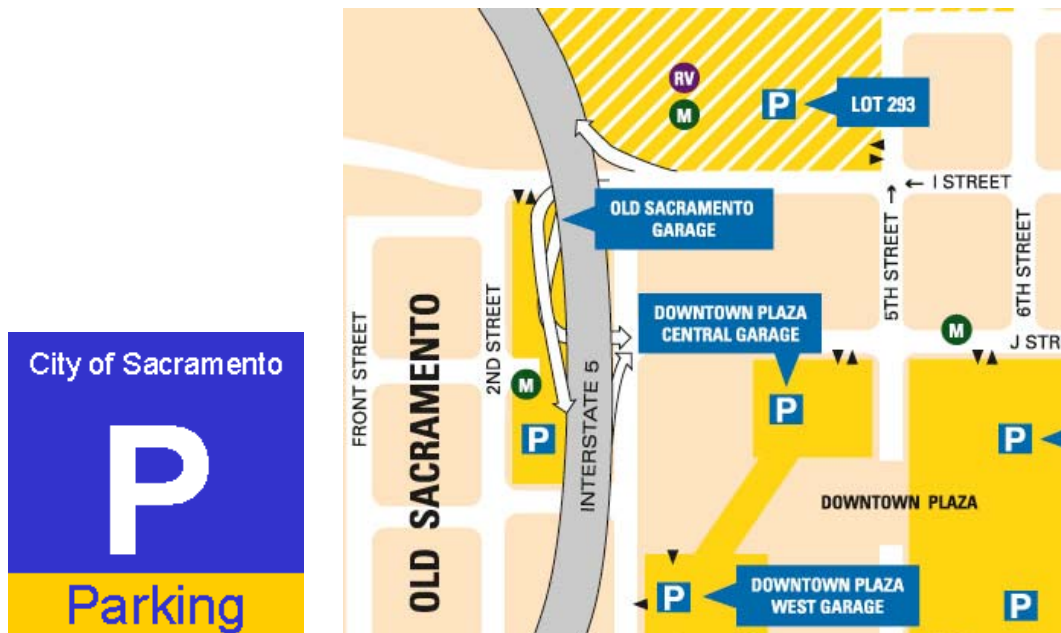 City of Sacramento
P
Parking
RV
M
P
LOT 293
← I STREET
OLD SACRAMENTO
GARAGE
5TH STREET →
6TH STREET
2ND STREET
FRONT STREET
OLD SACRAMENTO
INTERSTATE 5
DOWNTOWN PLAZA
CENTRAL GARAGE
M
J STR
M
P
P
P
DOWNTOWN PLAZA
P
DOWNTOWN PLAZA
WEST GARAGE
P